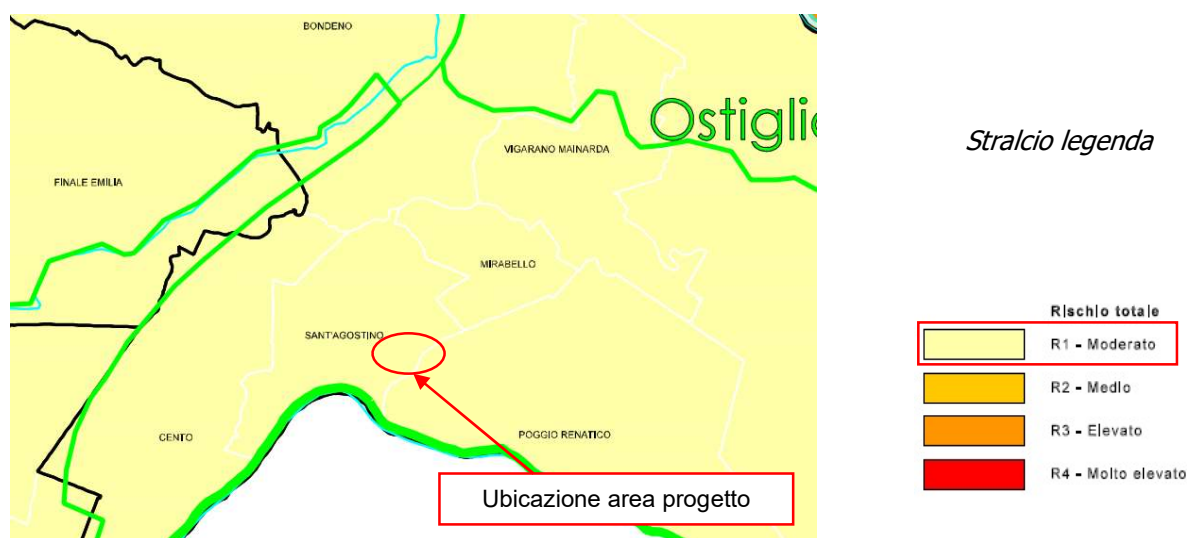 BONDENO
Ostigli
VIGARANO MAINARDA
FINALE EMILIA
MIRABELLO
SANT'AGOSTINO
CENTO
POGGIO RENATICO
Ubicazione area progetto
Stralcio legenda
Rischio totale
R1 - Moderato
R2 - Medio
R3 - Elevato
R4 - Molto elevato